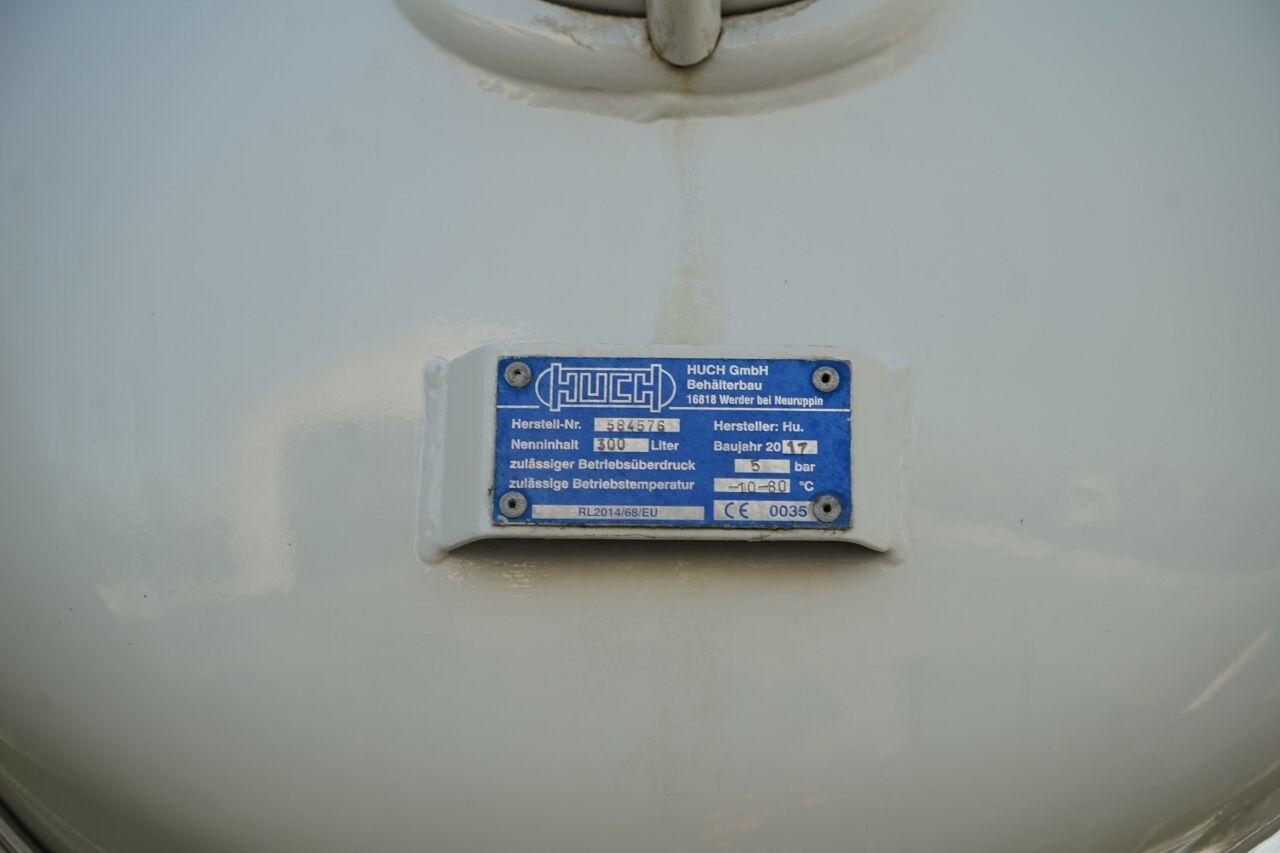 HUCH
HUCH GmbH
Behälterbau
16818 Werder bei Neuruppin
Herstell-Nr. 584576 Hersteller: Hu.
Nenninhalt 300 Liter Baujahr 2017
zulässiger Betriebsüberdruck 5 bar
zulässige Betriebstemperatur -10-80 °C
RL2014/68/EU CE 0035